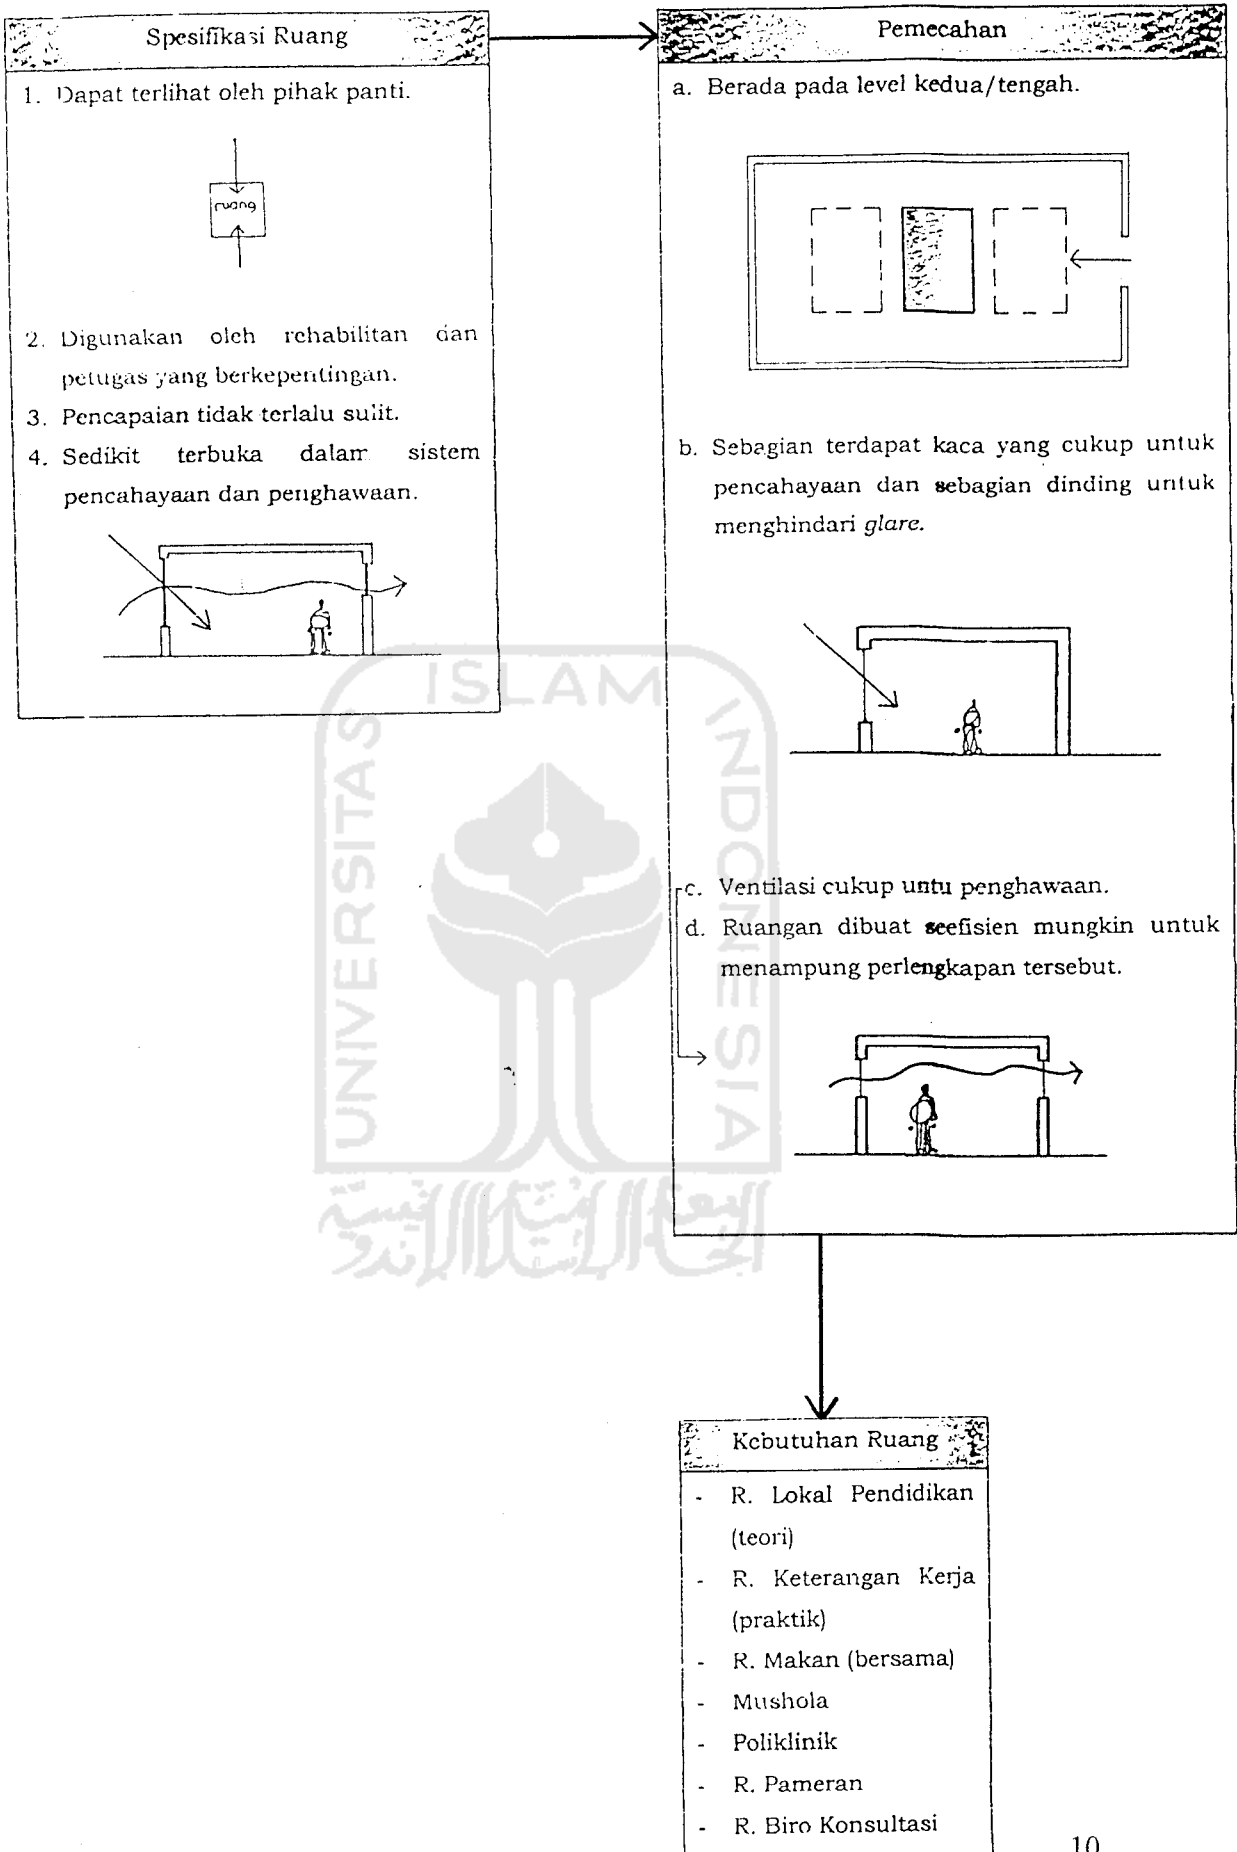 Spesifikasi Ruang
1. Dapat terlihat oleh pihak panti.
ruang
2. Digunakan oleh rehabilitan dan
petugas yang berkepentingan.
3. Pencapaian tidak terlalu sulit.
4. Sedikit terbuka dalam sistem
pencahayaan dan penghawaan.
Pemecahan
a. Berada pada level kedua/tengah.
b. Sebagian terdapat kaca yang cukup untuk
pencahayaan dan sebagian dinding untuk
menghindari glare.
c. Ventilasi cukup untu penghawaan.
d. Ruangan dibuat seefisien mungkin untuk
menampung perlengkapan tersebut.
Kebutuhan Ruang
- R. Lokal Pendidikan
(teori)
- R. Keterangan Kerja
(praktik)
- R. Makan (bersama)
- Mushola
- Poliklinik
- R. Pameran
- R. Biro Konsultasi
10
UNIVERSITAS
ISLAM
INDONESIA